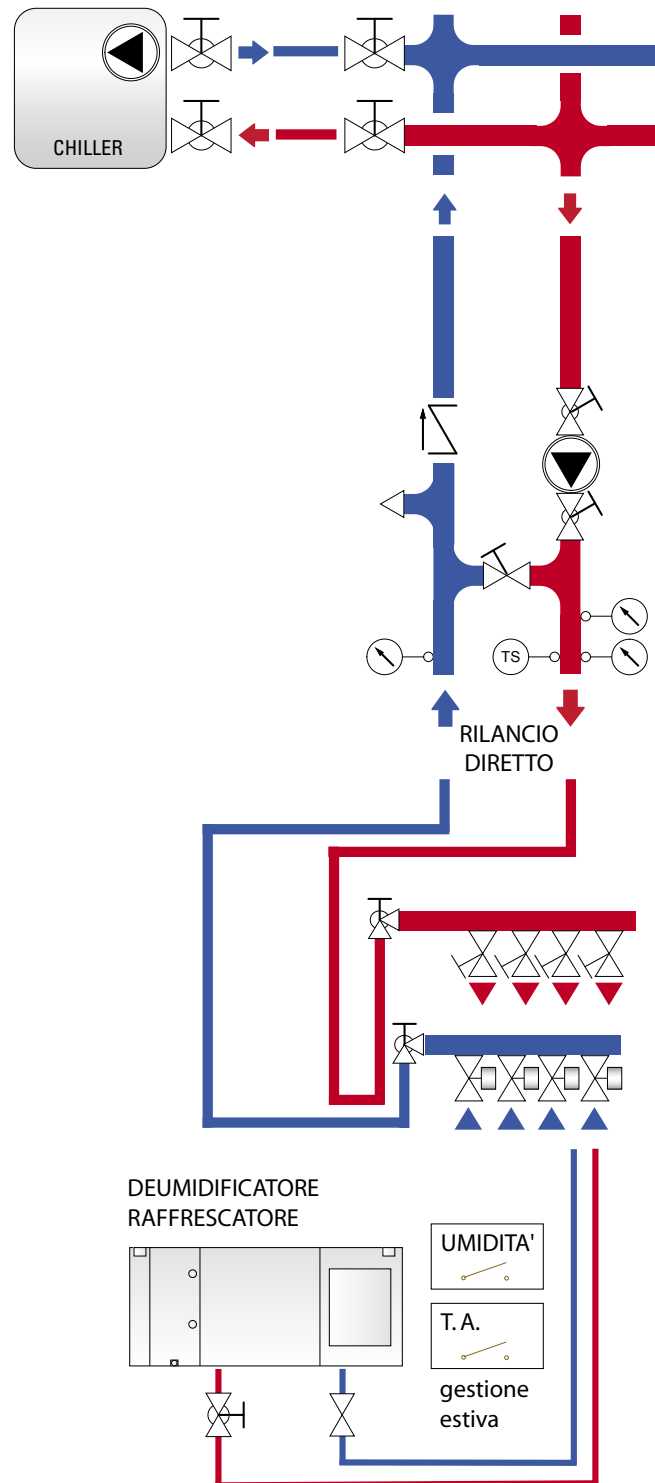 CHILLER
TS
RILANCIO
DIRETTO
DEUMIDIFICATORE
RAFFRESCATORE
UMIDITA'
T. A.
gestione
estiva